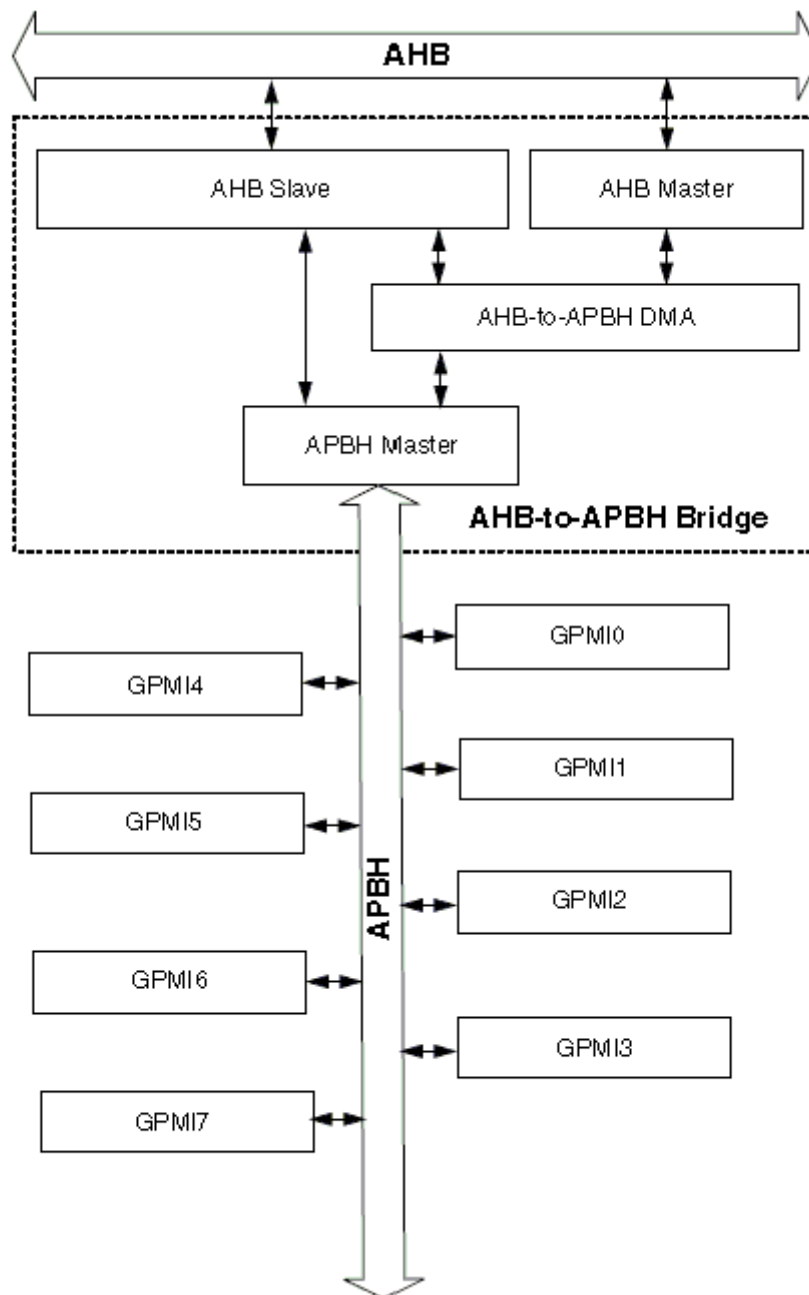 AHB
AHB Slave
AHB Master
AHB-to-APBH DMA
APBH Master
AHB-to-APBH Bridge
GPMI0
GPMI4
GPMI1
GPMI5
APBH
GPMI2
GPMI6
GPMI3
GPMI7